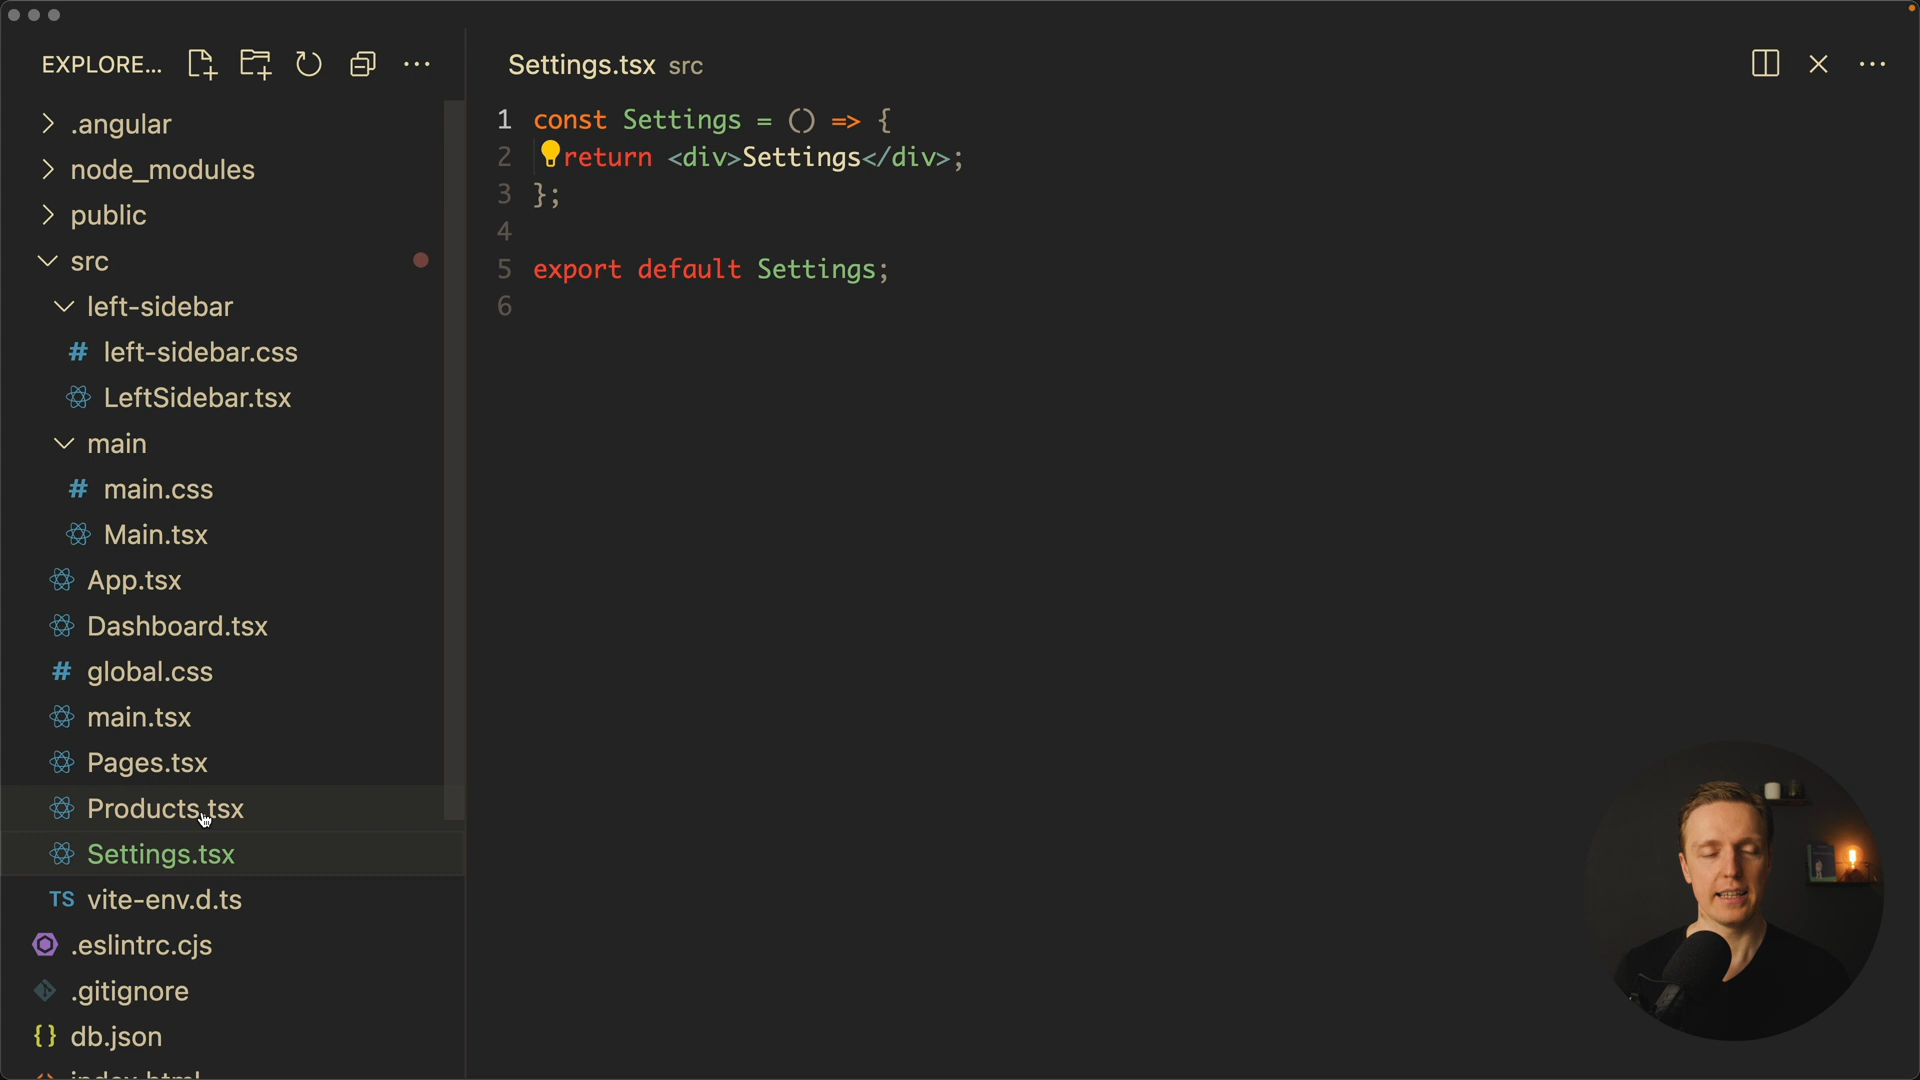 EXPLORE...
.angular
node_modules
public
src
left-sidebar
# left-sidebar.css
LeftSidebar.tsx
main
# main.css
Main.tsx
App.tsx
Dashboard.tsx
# global.css
main.tsx
Pages.tsx
Products.tsx
Settings.tsx
TS vite-env.d.ts
.eslintrc.cjs
.gitignore
{} db.json
index.html
Settings.tsx src
1 const Settings = () => {
2 return <div>Settings</div>;
3 };
4
5 export default Settings;
6